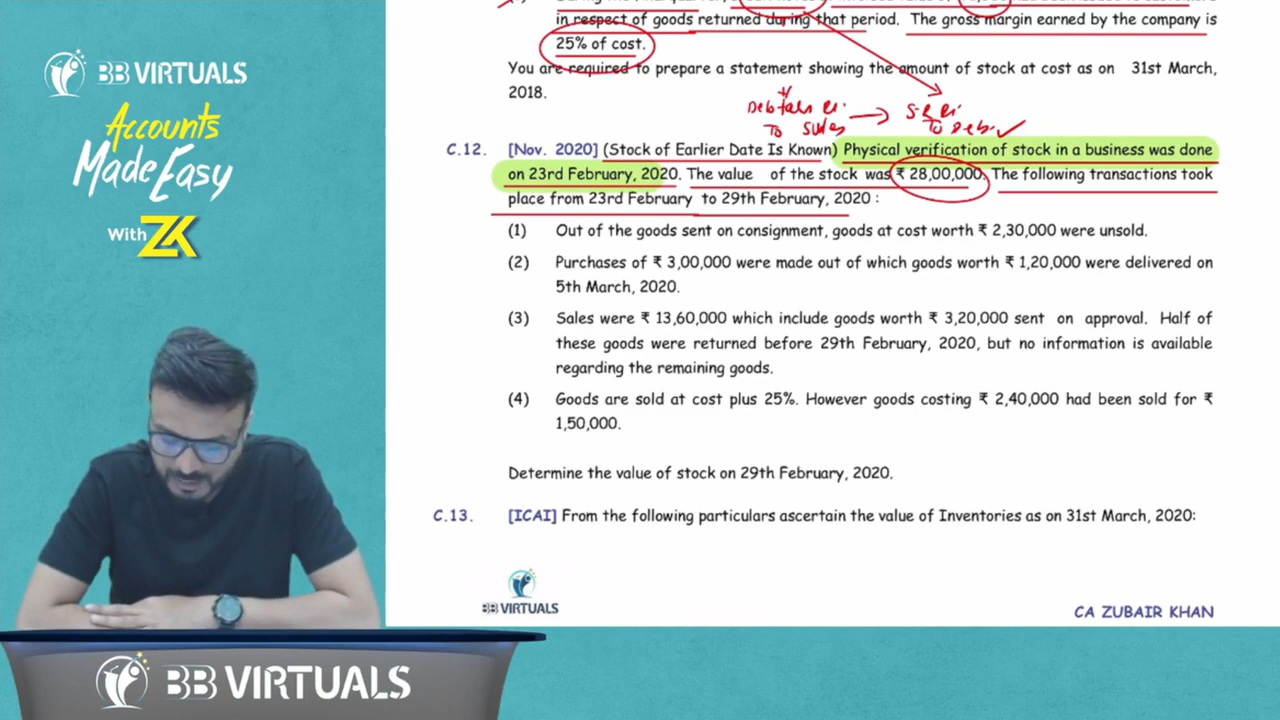 in respect of goods returned during that period. The gross margin earned by the company is
25% of cost.
You are required to prepare a statement showing the amount of stock at cost as on 31st March,
2018.
To sales
C.12. [Nov. 2020] (Stock of Earlier Date Is Known) Physical verification of stock in a business was done
on 23rd February, 2020. The value of the stock was ₹ 28,00,000. The following transactions took
place from 23rd February to 29th February, 2020 :
(1) Out of the goods sent on consignment, goods at cost worth ₹ 2,30,000 were unsold.
(2) Purchases of ₹ 3,00,000 were made out of which goods worth ₹ 1,20,000 were delivered on
5th March, 2020.
(3) Sales were ₹ 13,60,000 which include goods worth ₹ 3,20,000 sent on approval. Half of
these goods were returned before 29th February, 2020, but no information is available
regarding the remaining goods.
(4) Goods are sold at cost plus 25%. However goods costing ₹ 2,40,000 had been sold for ₹
1,50,000.
Determine the value of stock on 29th February, 2020.
C.13. [ICAI] From the following particulars ascertain the value of Inventories as on 31st March, 2020:
BB VIRTUALS
CA ZUBAIR KHAN
BB VIRTUALS
Accounts
Made Easy
With ZK
BB VIRTUALS